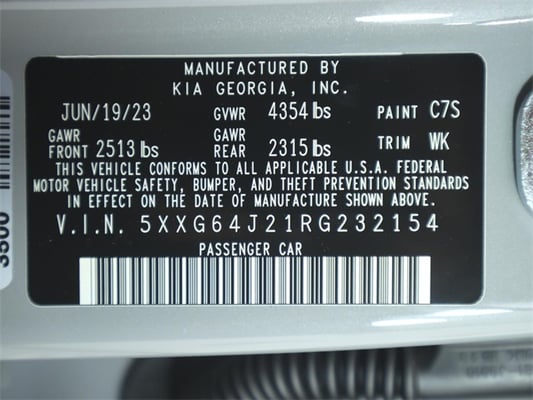 MANUFACTURED BY
KIA GEORGIA, INC.
JUN/19/23 GVWR 4354 lbs PAINT C7S
GAWR FRONT 2513 lbs GAWR REAR 2315 lbs TRIM WK
THIS VEHICLE CONFORMS TO ALL APPLICABLE U.S.A. FEDERAL
MOTOR VEHICLE SAFETY, BUMPER, AND THEFT PREVENTION STANDARDS
IN EFFECT ON THE DATE OF MANUFACTURE SHOWN ABOVE.
V.I.N. 5XXG64J21RG232154
PASSENGER CAR